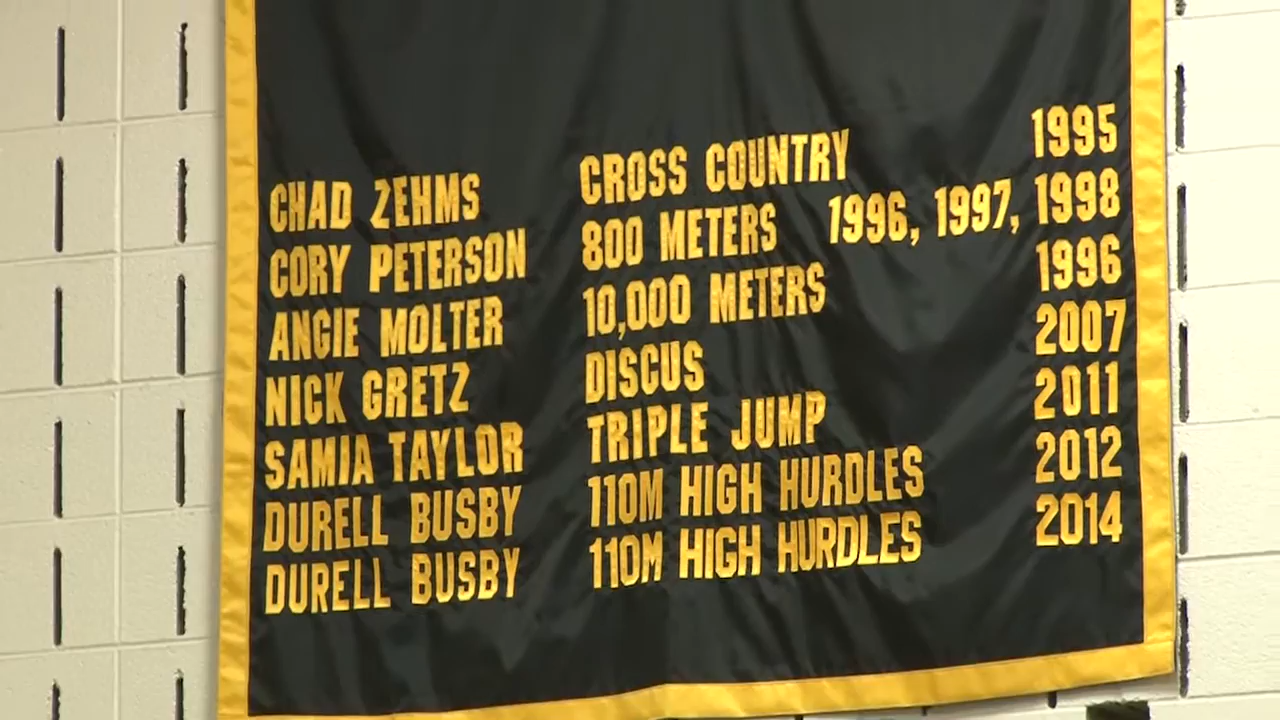 CHAD ZEHMS CROSS COUNTRY 1995
CORY PETERSON 800 METERS 1996, 1997, 1998
ANGIE MOLTER 10,000 METERS 1996
NICK GRETZ DISCUS 2007
SAMIA TAYLOR TRIPLE JUMP 2011
DURELL BUSBY 110M HIGH HURDLES 2012
DURELL BUSBY 110M HIGH HURDLES 2014